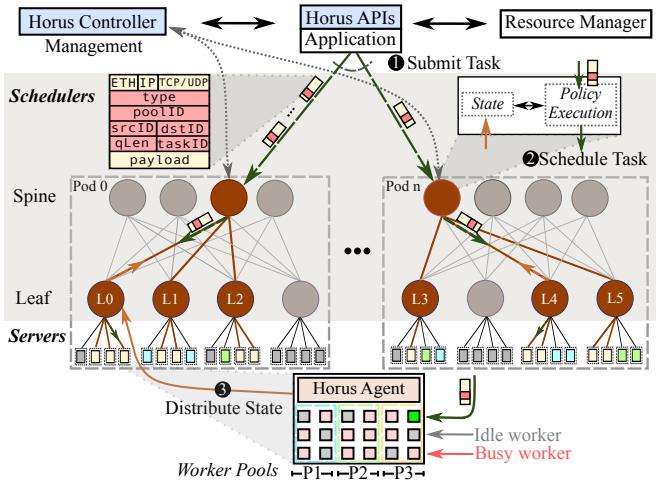 Horus Controller
Management
Horus APIs
Application
Resource Manager
❶ Submit Task
Schedulers
ETH IP TCP/UDP
type
poolID
srcID dstID
qLen taskID
payload
State
Policy
Execution
❷ Schedule Task
Pod 0
Pod n
Spine
•••
Leaf
L0 L1 L2
L3 L4 L5
Servers
❸
Distribute State
Horus Agent
Idle worker
Busy worker
Worker Pools
P1 P2 P3